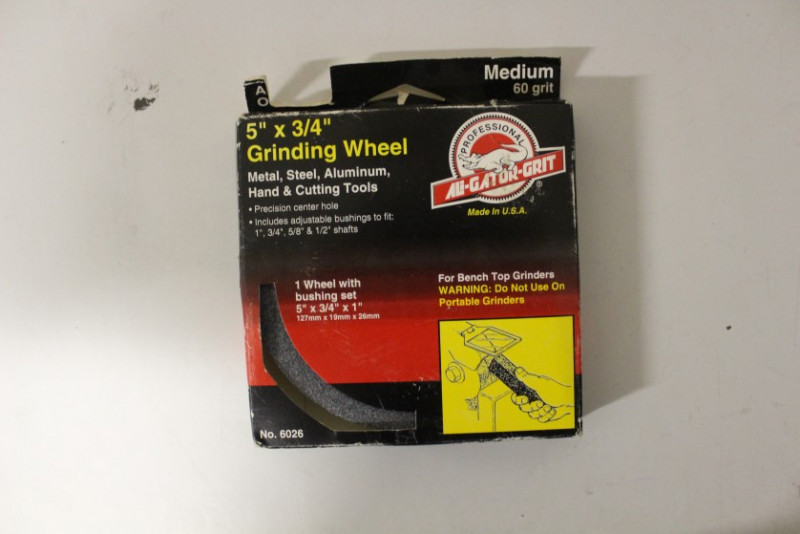 Medium
60 grit
A
O
5" x 3/4"
Grinding Wheel
Metal, Steel, Aluminum,
Hand & Cutting Tools
• Precision center hole
• Includes adjustable bushings to fit:
1", 3/4", 5/8" & 1/2" shafts
PROFESSIONAL
ALI-GATOR-GRIT
®
Made in U.S.A.
1 Wheel with
bushing set
5" x 3/4" x 1"
127mm x 19mm x 26mm
For Bench Top Grinders
WARNING: Do Not Use On
Portable Grinders
No. 6026